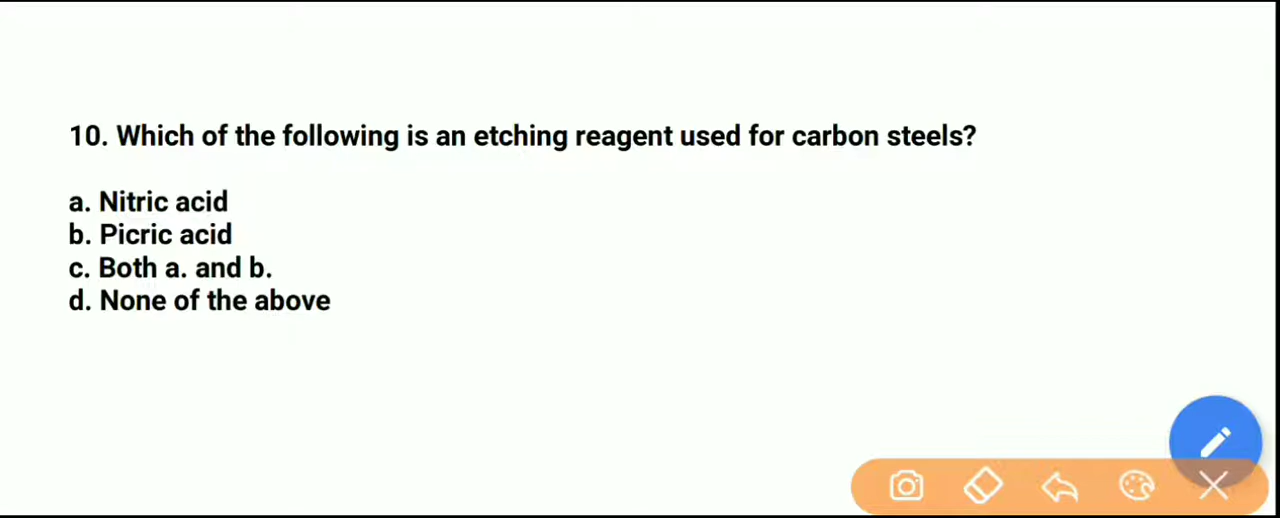 10. Which of the following is an etching reagent used for carbon steels?
a. Nitric acid
b. Picric acid
c. Both a. and b.
d. None of the above